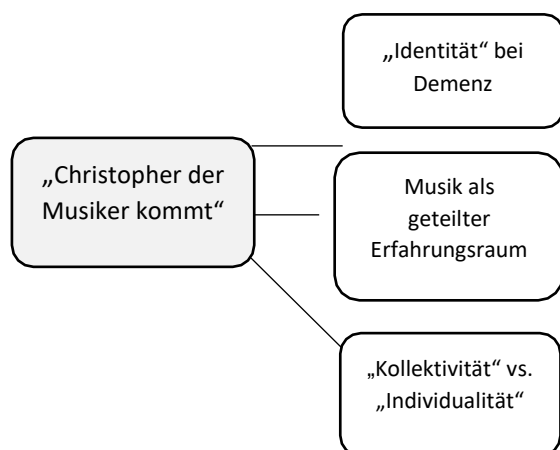 „Identität“ bei
Demenz
„Christopher der
Musiker kommt“
Musik als
geteilter
Erfahrungsraum
„Kollektivität“ vs.
„Individualität“